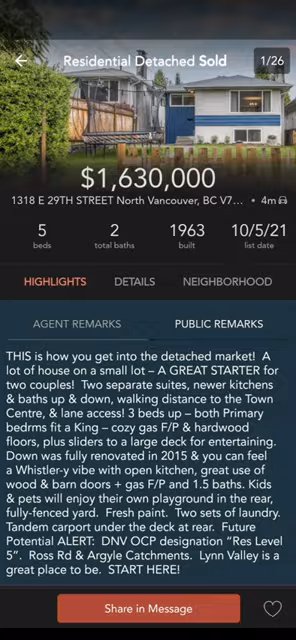 ← Residential Detached Sold 1/26
$1,630,000
1318 E 29TH STREET North Vancouver, BC V7... • 4m
5 2 1963 10/5/21
beds total baths built list date
HIGHLIGHTS DETAILS NEIGHBORHOOD
AGENT REMARKS PUBLIC REMARKS
THIS is how you get into the detached market! A
lot of house on a small lot – A GREAT STARTER for
two couples! Two separate suites, newer kitchens
& baths up & down, walking distance to the Town
Centre, & lane access! 3 beds up – both Primary
bedrms fit a King – cozy gas F/P & hardwood
floors, plus sliders to a large deck for entertaining.
Down was fully renovated in 2015 & you can feel
a Whistler-y vibe with open kitchen, great use of
wood & barn doors + gas F/P and 1.5 baths. Kids
& pets will enjoy their own playground in the rear,
fully-fenced yard. Fresh paint. Two sets of laundry.
Tandem carport under the deck at rear. Future
Potential ALERT: DNV OCP designation "Res Level
5". Ross Rd & Argyle Catchments. Lynn Valley is a
great place to be. START HERE!
Share in Message